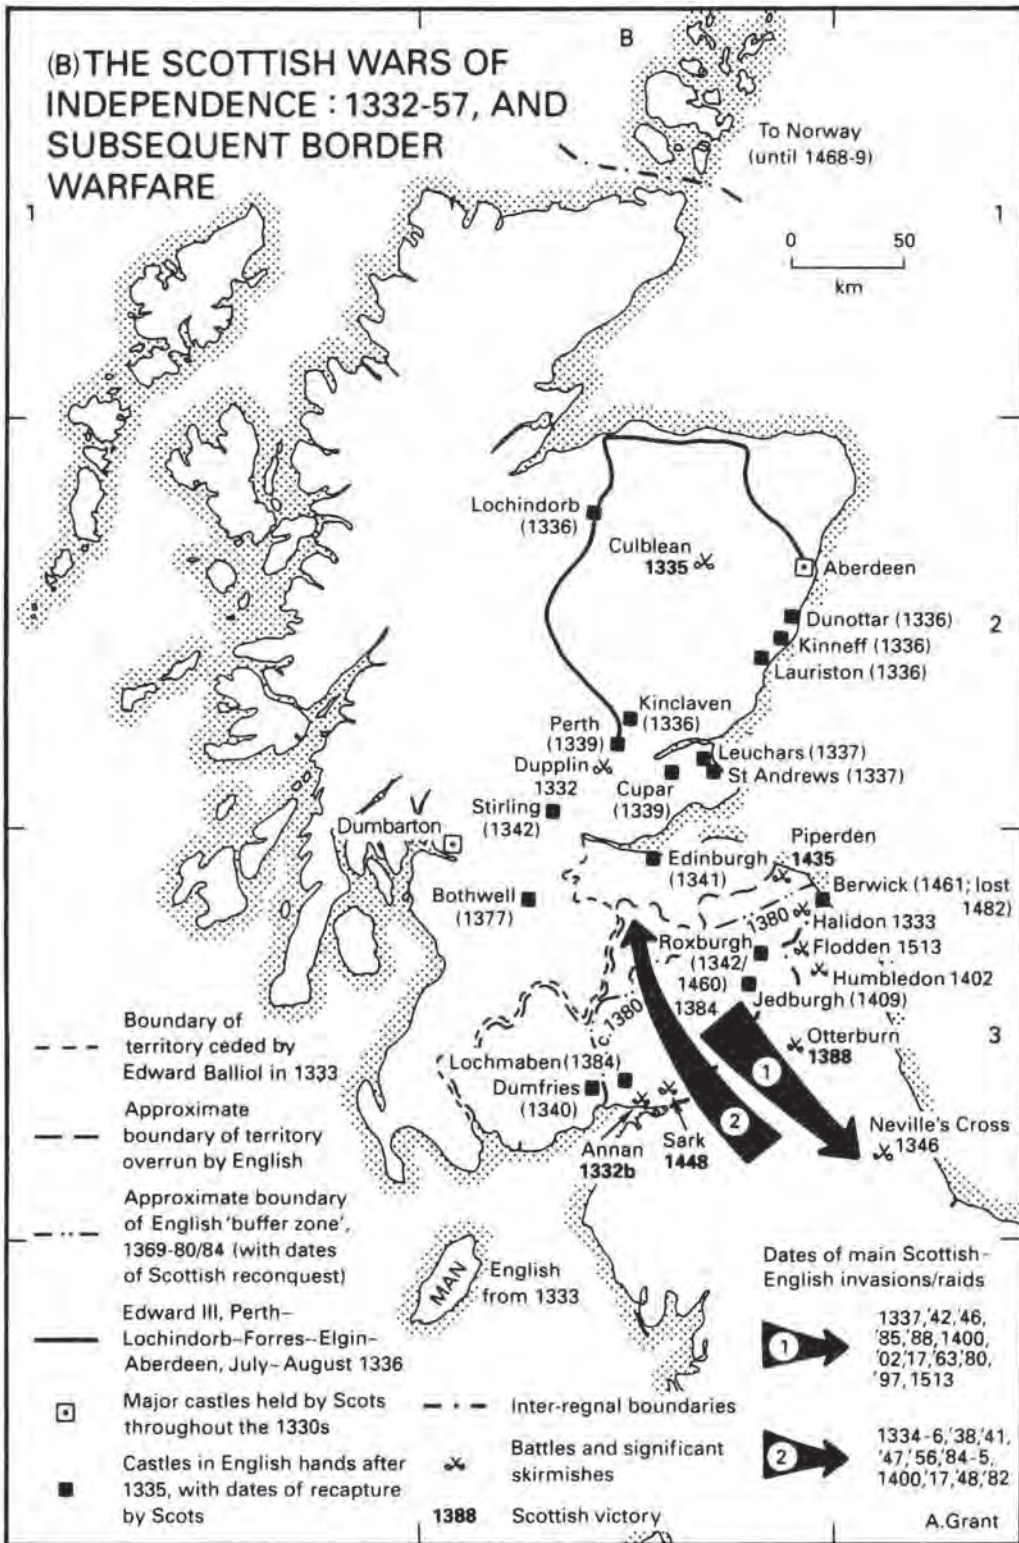 (B) THE SCOTTISH WARS OF
INDEPENDENCE : 1332-57, AND
SUBSEQUENT BORDER
WARFARE
B
To Norway
(until 1468-9)
1
1
0 50
km
Lochindorb
(1336)
Culblean
1335
Aberdeen
Dunottar (1336)
2
Kinneff (1336)
Lauriston (1336)
Kinclaven
(1336)
Perth
(1339)
Leuchars (1337)
Dupplin
1332
St Andrews (1337)
Cupar
(1339)
Stirling
(1342)
Dumbarton
Piperden
1435
Edinburgh
(1341)
Berwick (1461; lost
1482)
Bothwell
(1377)
1380
Halidon 1333
Roxburgh
(1342/
1460)
Flodden 1513
Humbledon 1402
1384
Jedburgh (1409)
c. 1380
Otterburn
1388
3
Lochmaben (1384)
Dumfries
(1340)
1
2
Annan
1332b
Sark
1448
Neville's Cross
1346
MAN
English
from 1333
Boundary of
territory ceded by
Edward Balliol in 1333
Approximate
boundary of territory
overrun by English
Approximate boundary
of English 'buffer zone',
1369-80/84 (with dates
of Scottish reconquest)
Edward III, Perth–
Lochindorb–Forres–Elgin–
Aberdeen, July–August 1336
Major castles held by Scots
throughout the 1330s
Castles in English hands after
1335, with dates of recapture
by Scots
Inter-regnal boundaries
Battles and significant
skirmishes
1388 Scottish victory
Dates of main Scottish-
English invasions/raids
1
1337,'42,'46,
'85,'88,1400,
'02,'17,'63,'80,
'97,1513
2
1334-6,'38,'41,
'47,'56,'84-5,
1400,'17,'48,'82
A.Grant